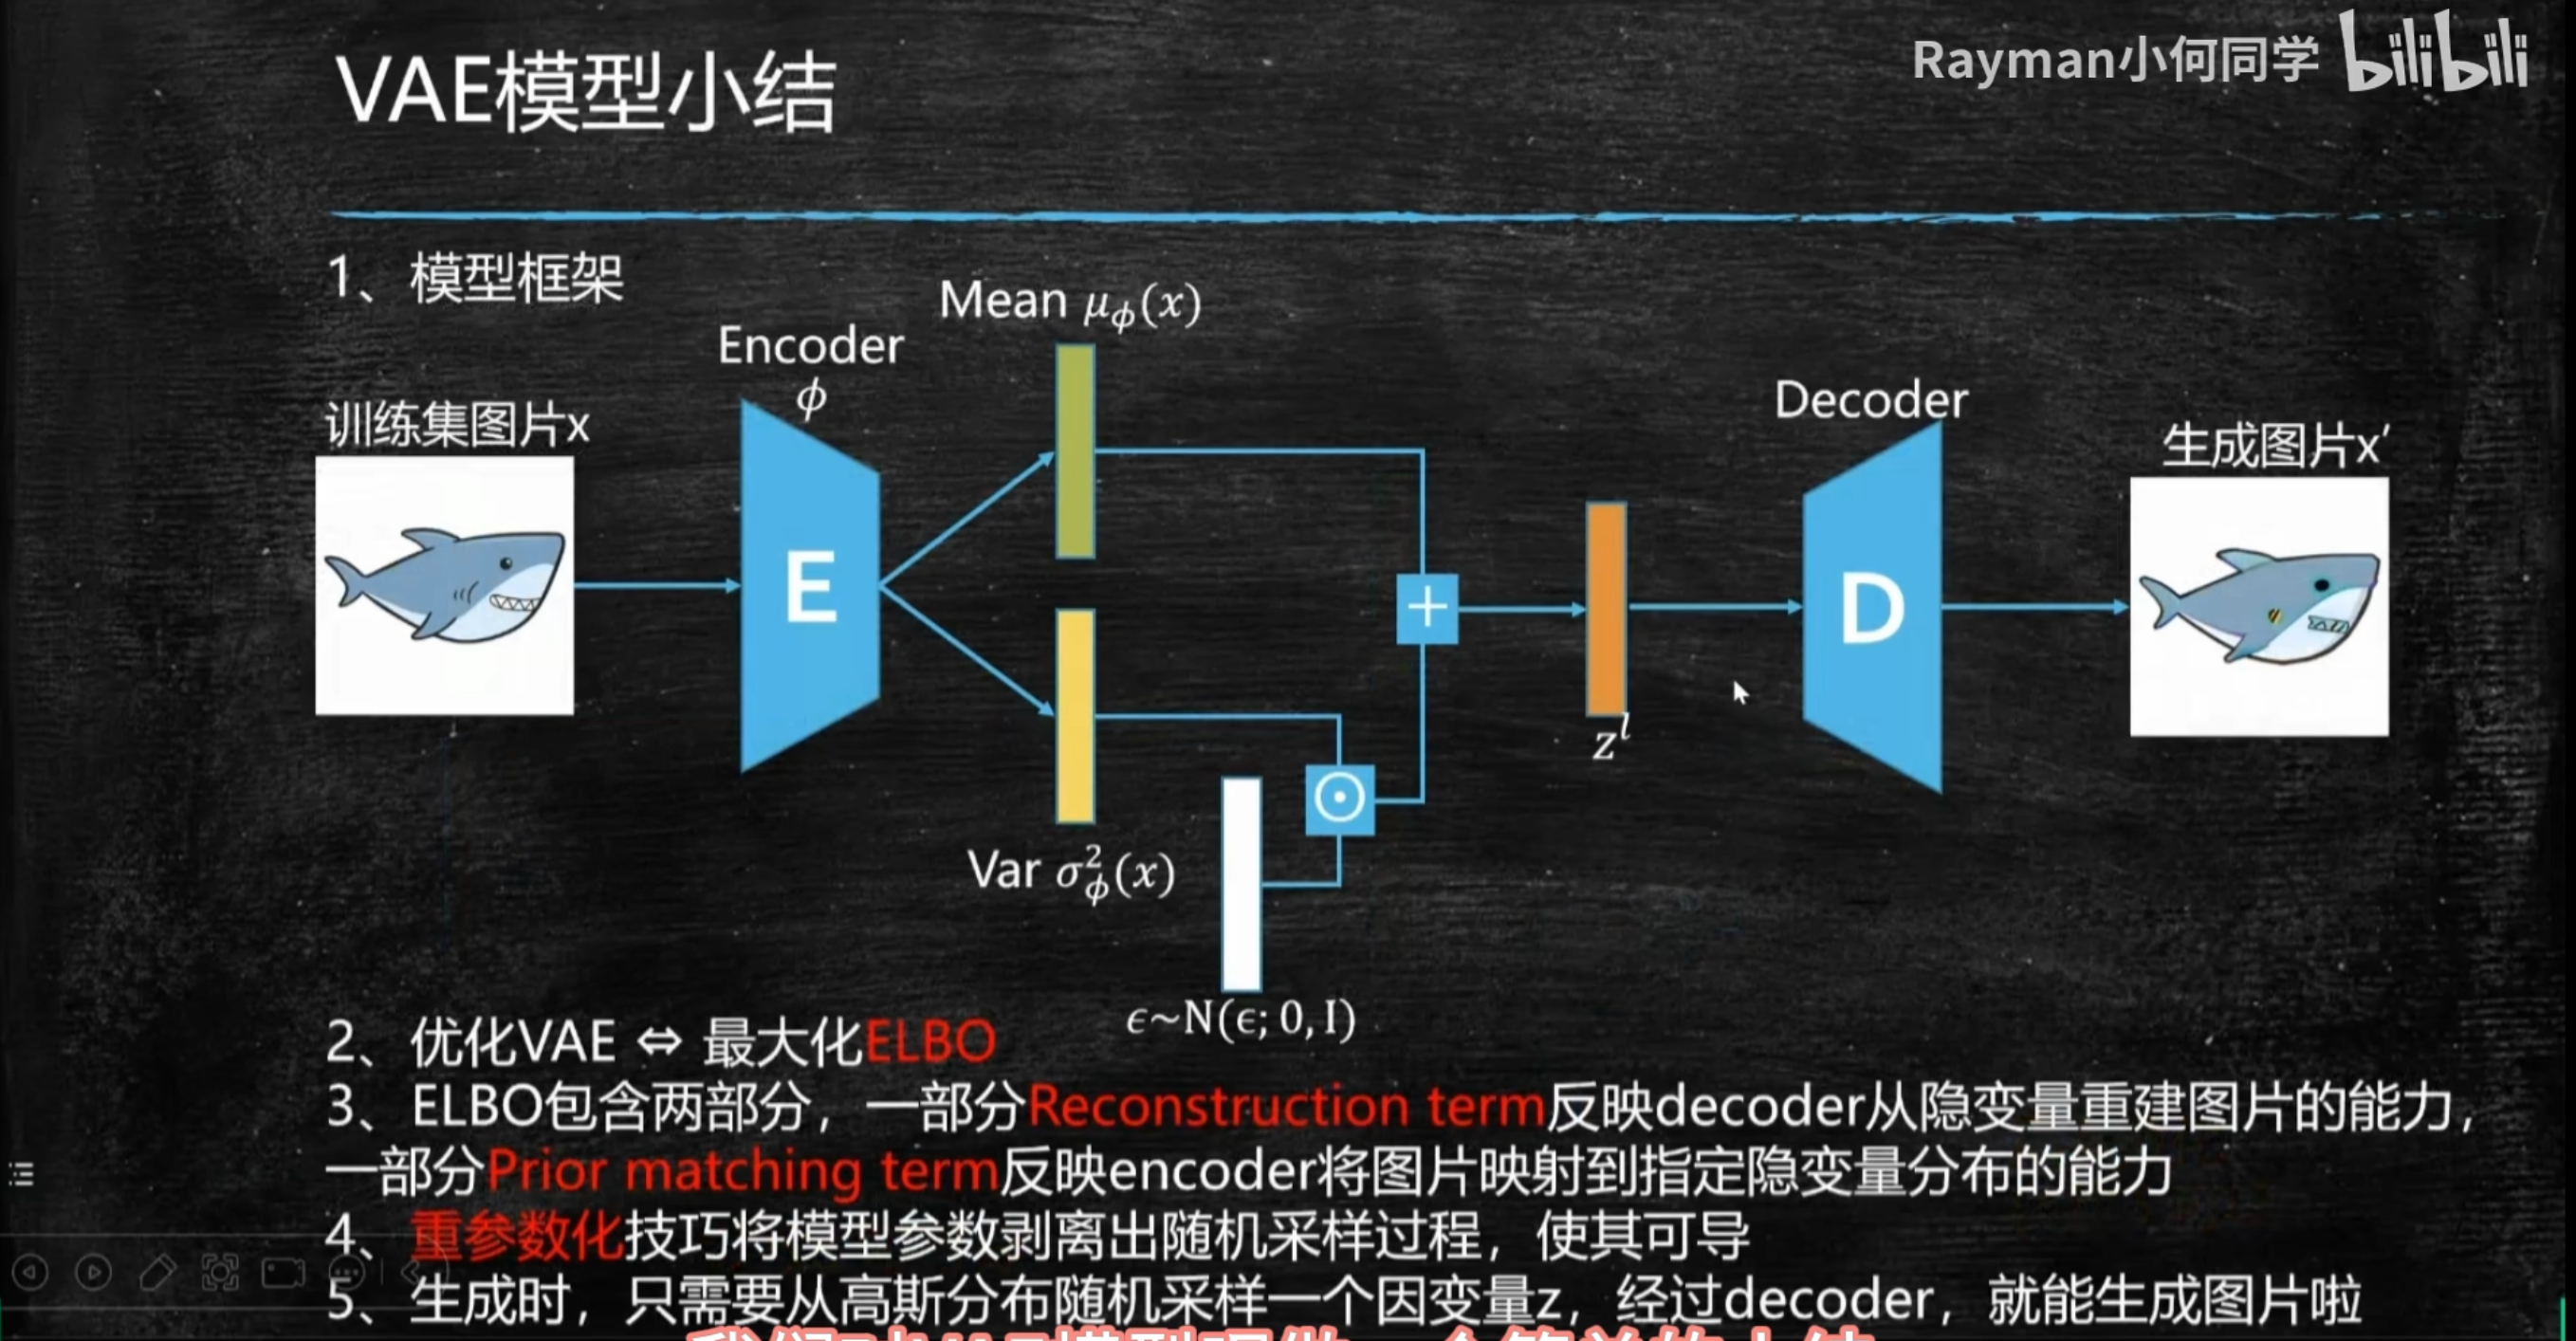 VAE模型小结
Rayman小何同学 bilibili
1、模型框架
Mean μϕ(x)
Encoder
ϕ
训练集图片x
Decoder
生成图片x′
E
+
D
⊙
zˡ
Var σ²ϕ(x)
ϵ~N(ϵ; 0, I)
2、优化VAE ⇔ 最大化ELBO
3、ELBO包含两部分，一部分Reconstruction term反映decoder从隐变量重建图片的能力，
一部分Prior matching term反映encoder将图片映射到指定隐变量分布的能力
4、重参数化技巧将模型参数剥离出随机采样过程，使其可导
5、生成时，只需要从高斯分布随机采样一个因变量z，经过decoder，就能生成图片啦